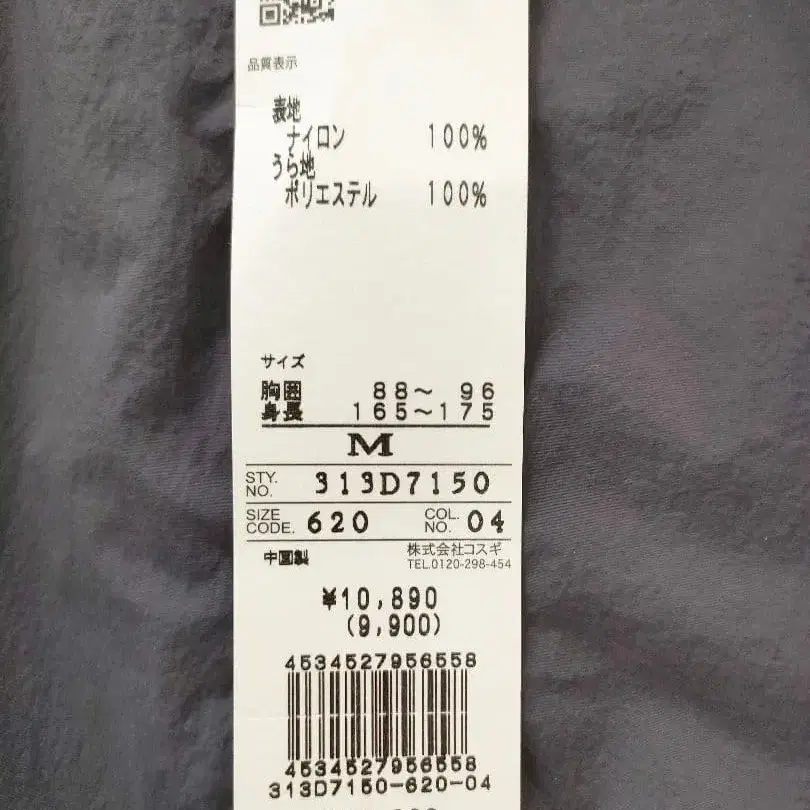 品質表示
表地
ナイロン 100%
うら地
ポリエステル 100%
サイズ
胸囲 88～ 96
身長 165～175
M
STY. NO. 313D7150
SIZE CODE. 620 COL. NO. 04
中国製 株式会社コスギ
TEL.0120-298-454
¥10,890
(9,900)
4534527956558
4534527956558
313D7150-620-04